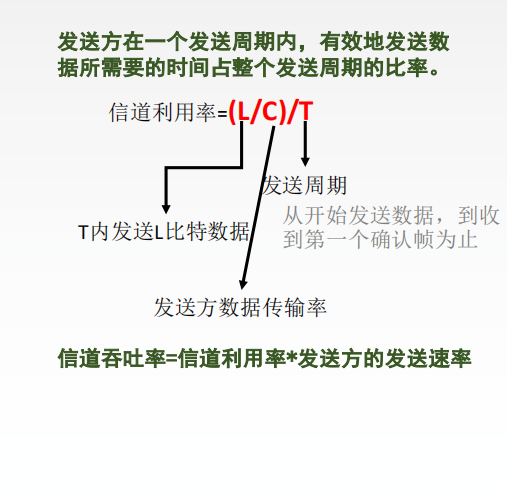 发送方在一个发送周期内，有效地发送数
据所需要的时间占整个发送周期的比率。
信道利用率=(L/C)/T
发送周期
从开始发送数据，到收
到第一个确认帧为止
T内发送L比特数据
发送方数据传输率
信道吞吐率=信道利用率*发送方的发送速率